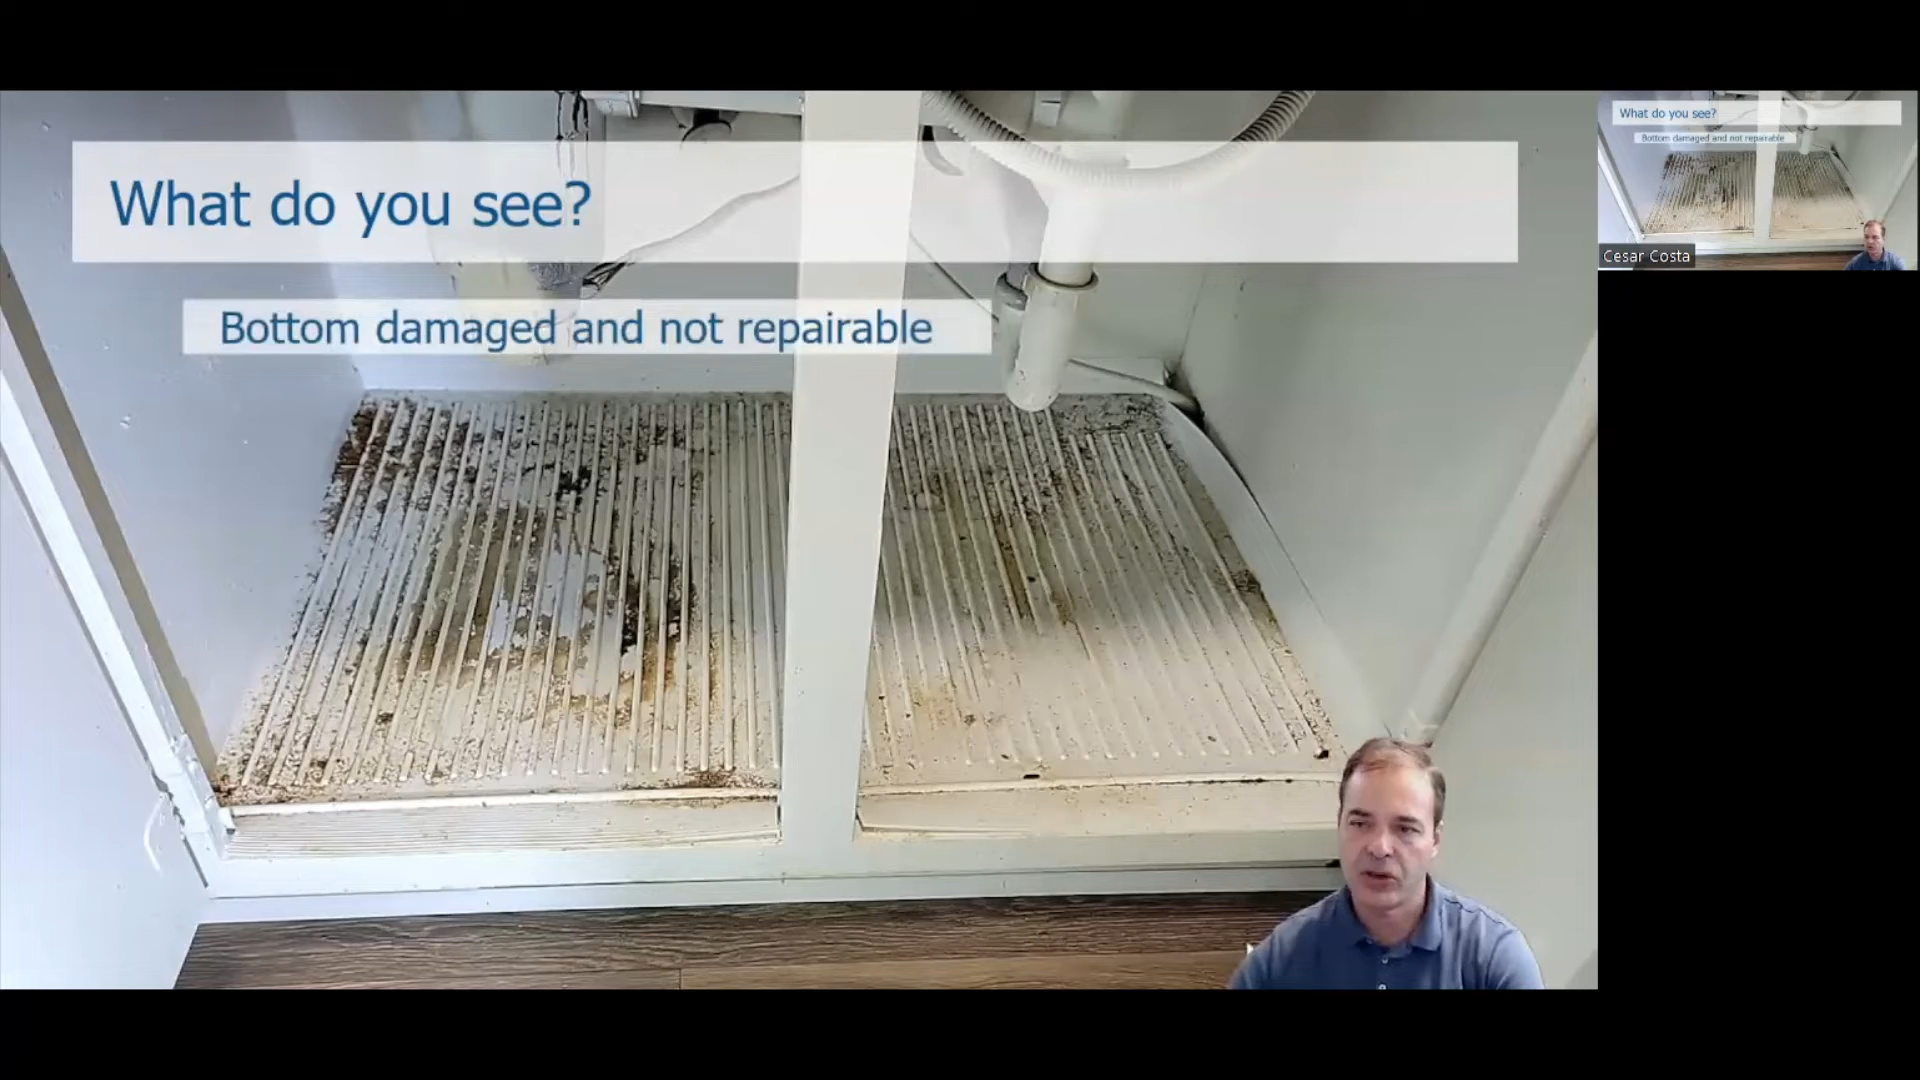 What do you see?
Bottom damaged and not repairable
What do you see?
Bottom damaged and not repairable
Cesar Costa